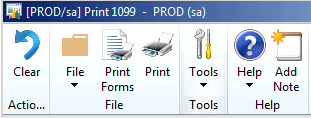 [PROD/sa] Print 1099 - PROD (sa)
Clear File Print Forms Print Tools Help Add Note
Actio... File Tools Help